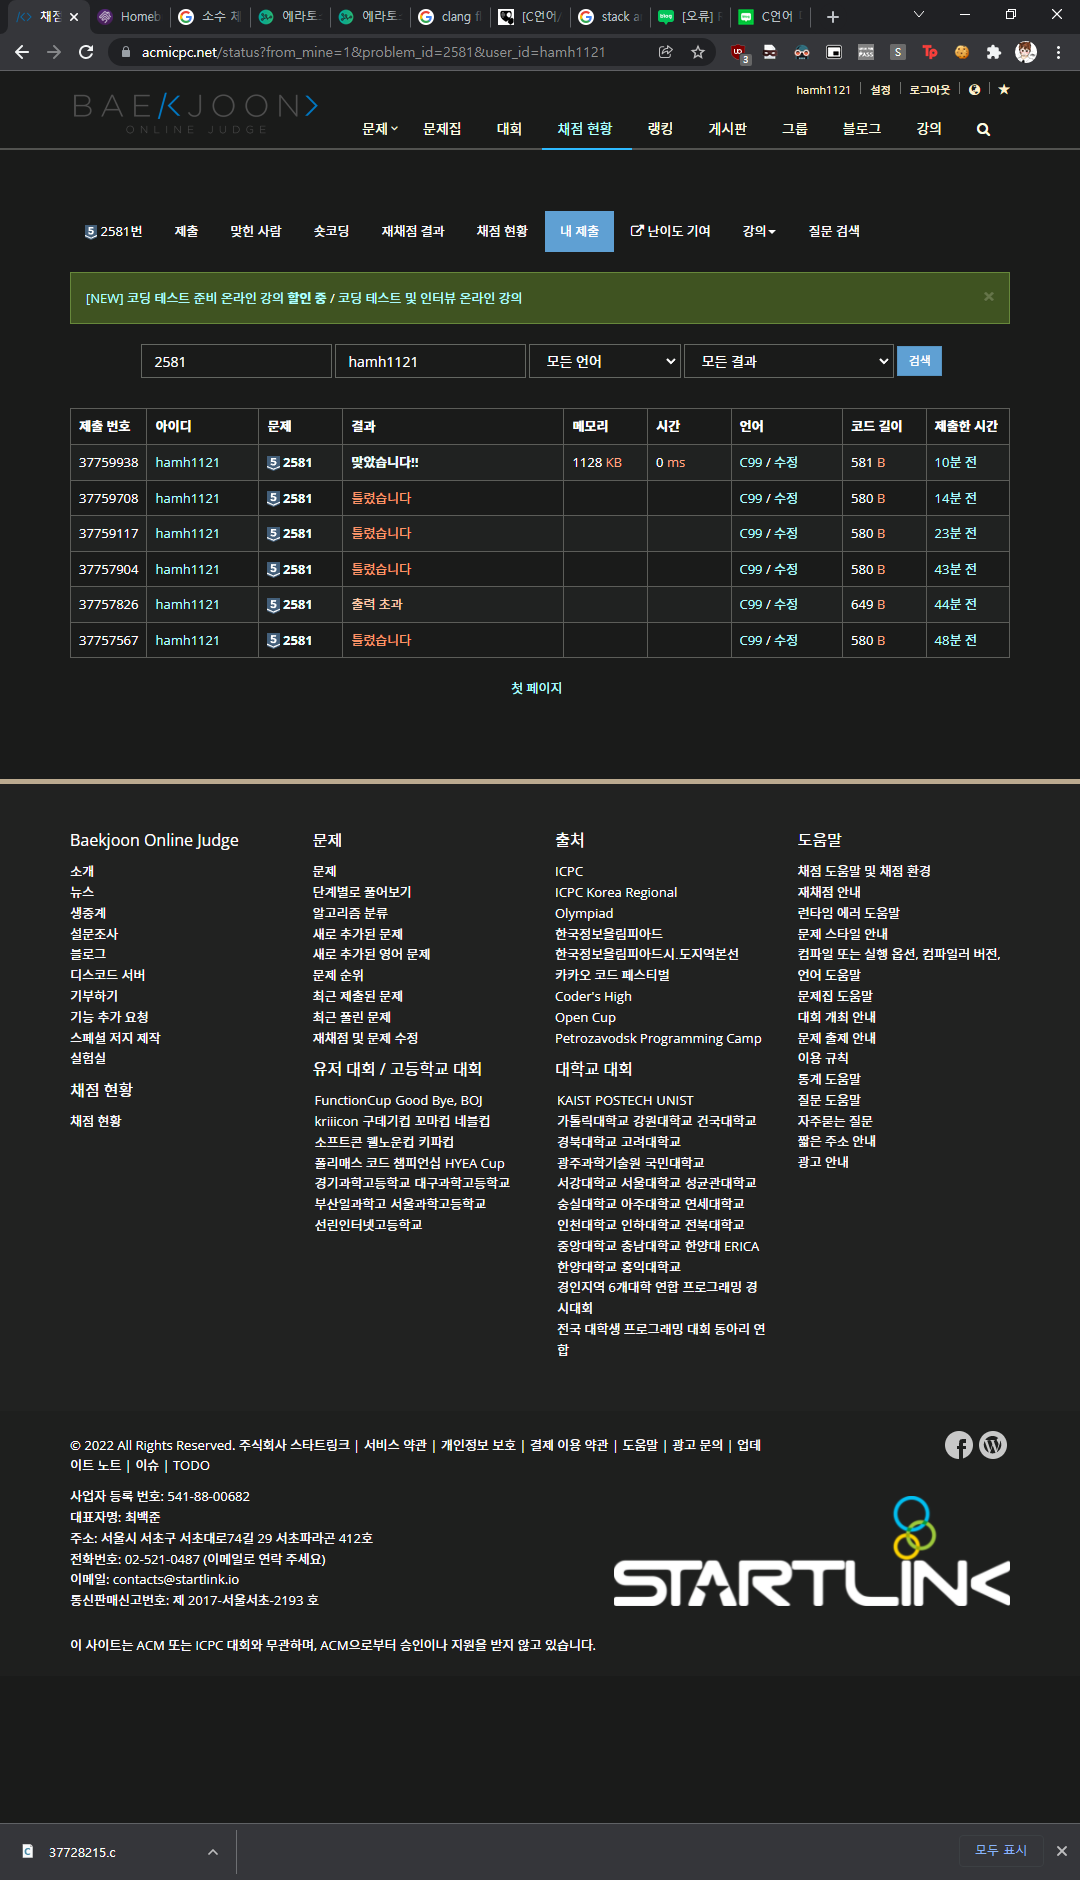 채점
Homeb
소수 제
에라토
에라토
clang f
[C언어/
stack a
[오류]
C언어
acmicpc.net/status?from_mine=1&problem_id=2581&user_id=hamh1121
hamh1121 설정 로그아웃
BAEKJOON>
ONLINE JUDGE
문제 문제집 대회 채점 현황 랭킹 게시판 그룹 블로그 강의
2581번 제출 맞힌 사람 숏코딩 재채점 결과 채점 현황 내 제출 난이도 기여 강의 질문 검색
[NEW] 코딩 테스트 준비 온라인 강의 할인 중 / 코딩 테스트 및 인터뷰 온라인 강의 ×
2581 hamh1121 모든 언어 모든 결과 검색
제출 번호 아이디 문제 결과 메모리 시간 언어 코드 길이 제출한 시간
37759938 hamh1121 5 2581 맞았습니다!! 1128 KB 0 ms C99 / 수정 581 B 10분 전
37759708 hamh1121 5 2581 틀렸습니다 C99 / 수정 580 B 14분 전
37759117 hamh1121 5 2581 틀렸습니다 C99 / 수정 580 B 23분 전
37757904 hamh1121 5 2581 틀렸습니다 C99 / 수정 580 B 43분 전
37757826 hamh1121 5 2581 출력 초과 C99 / 수정 649 B 44분 전
37757567 hamh1121 5 2581 틀렸습니다 C99 / 수정 580 B 48분 전
첫 페이지
Baekjoon Online Judge
소개
뉴스
생중계
설문조사
블로그
디스코드 서버
기부하기
기능 추가 요청
스페셜 저지 제작
실험실
채점 현황
채점 현황
문제
문제
단계별로 풀어보기
알고리즘 분류
새로 추가된 문제
새로 추가된 영어 문제
문제 순위
최근 제출된 문제
최근 풀린 문제
재채점 및 문제 수정
유저 대회 / 고등학교 대회
FunctionCup Good Bye, BOJ
kriiicon 구데기컵 꼬마컵 네블컵
소프트콘 웰노운컵 키파컵
폴리매스 코드 챔피언십 HYEA Cup
경기과학고등학교 대구과학고등학교
부산일과학고 서울과학고등학교
선린인터넷고등학교
출처
ICPC
ICPC Korea Regional
Olympiad
한국정보올림피아드
한국정보올림피아드시.도지역본선
카카오 코드 페스티벌
Coder's High
Open Cup
Petrozavodsk Programming Camp
대학교 대회
KAIST POSTECH UNIST
가톨릭대학교 강원대학교 건국대학교
경북대학교 고려대학교
광주과학기술원 국민대학교
서강대학교 서울대학교 성균관대학교
숭실대학교 아주대학교 연세대학교
인천대학교 인하대학교 전북대학교
중앙대학교 충남대학교 한양대 ERICA
한양대학교 홍익대학교
경인지역 6개대학 연합 프로그래밍 경
시대회
전국 대학생 프로그래밍 대회 동아리 연
합
도움말
채점 도움말 및 채점 환경
재채점 안내
런타임 에러 도움말
문제 스타일 안내
컴파일 또는 실행 옵션, 컴파일러 버전,
언어 도움말
문제집 도움말
대회 개최 안내
문제 출제 안내
이용 규칙
통계 도움말
질문 도움말
자주묻는 질문
짧은 주소 안내
광고 안내
© 2022 All Rights Reserved. 주식회사 스타트링크 | 서비스 약관 | 개인정보 보호 | 결제 이용 약관 | 도움말 | 광고 문의 | 업데
이트 노트 | 이슈 | TODO
사업자 등록 번호: 541-88-00682
대표자명: 최백준
주소: 서울시 서초구 서초대로74길 29 서초파라곤 412호
전화번호: 02-521-0487 (이메일로 연락 주세요)
이메일: contacts@startlink.io
통신판매신고번호: 제 2017-서울서초-2193 호
STARTLINK
이 사이트는 ACM 또는 ICPC 대회와 무관하며, ACM으로부터 승인이나 지원을 받지 않고 있습니다.
37728215.c
모두 표시